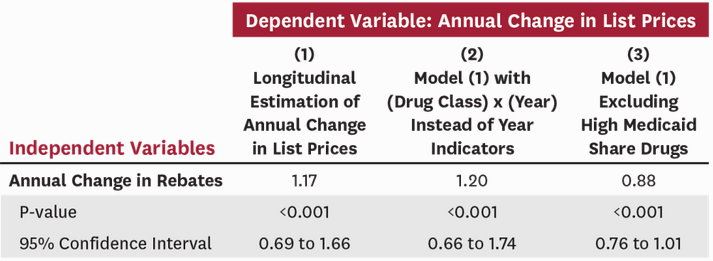 Dependent Variable: Annual Change in List Prices
(1) (2) (3)
Longitudinal Model (1) with Model (1)
Estimation of (Drug Class) x (Year) Excluding
Annual Change Instead of Year High Medicaid
Independent Variables in List Prices Indicators Share Drugs
Annual Change in Rebates 1.17 1.20 0.88
P-value <0.001 <0.001 <0.001
95% Confidence Interval 0.69 to 1.66 0.66 to 1.74 0.76 to 1.01